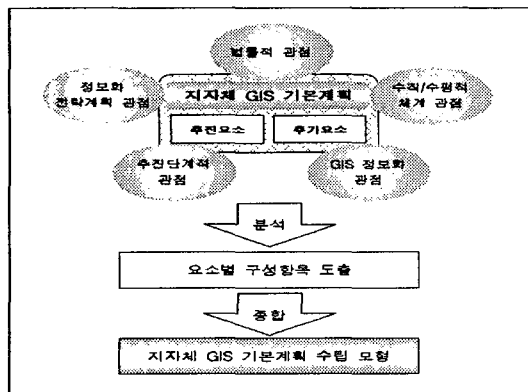 법률적 관점
정보화
전략계획 관점
지자체 GIS 기본계획
수직/수평적
체계 관점
추진요소
추가요소
추진단계적
관점
GIS 정보화
관점
분석
요소별 구성항목 도출
종합
지자체 GIS 기본계획 수립 모형